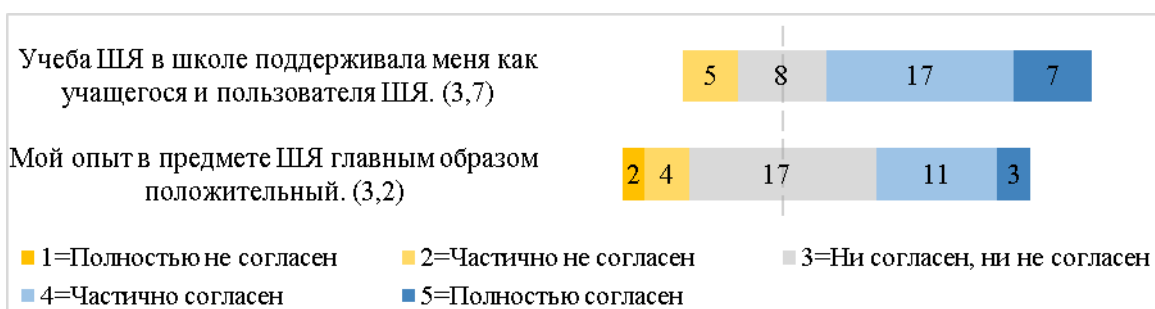 Учеба ШЯ в школе поддерживала меня как
учащегося и пользователя ШЯ. (3,7)
5 8 17 7
Мой опыт в предмете ШЯ главным образом
положительный. (3,2)
2 4 17 11 3
1=Полностью не согласен 2=Частично не согласен 3=Ни согласен, ни не согласен
4=Частично согласен 5=Полностью согласен